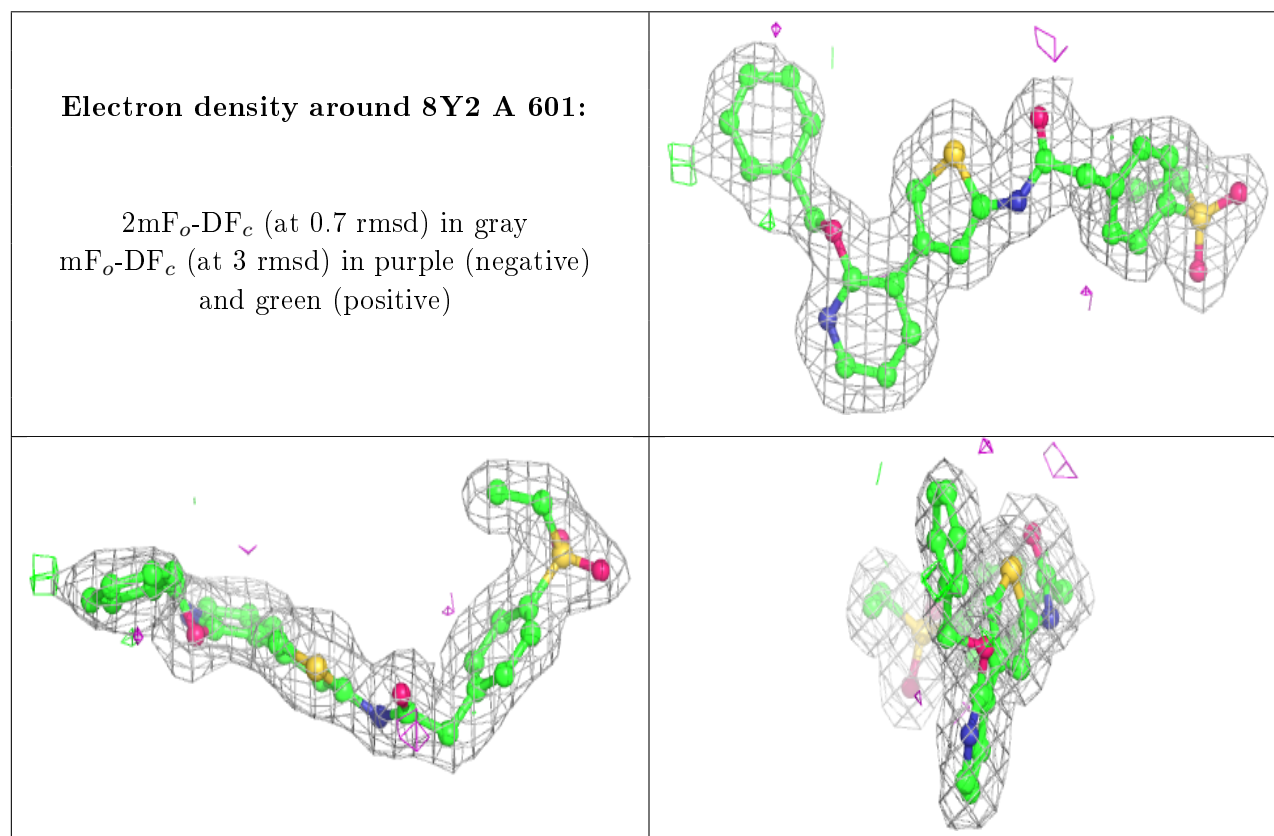 Electron density around 8Y2 A 601:
2mFₒ-DF𝒸 (at 0.7 rmsd) in gray
mFₒ-DF𝒸 (at 3 rmsd) in purple (negative)
and green (positive)